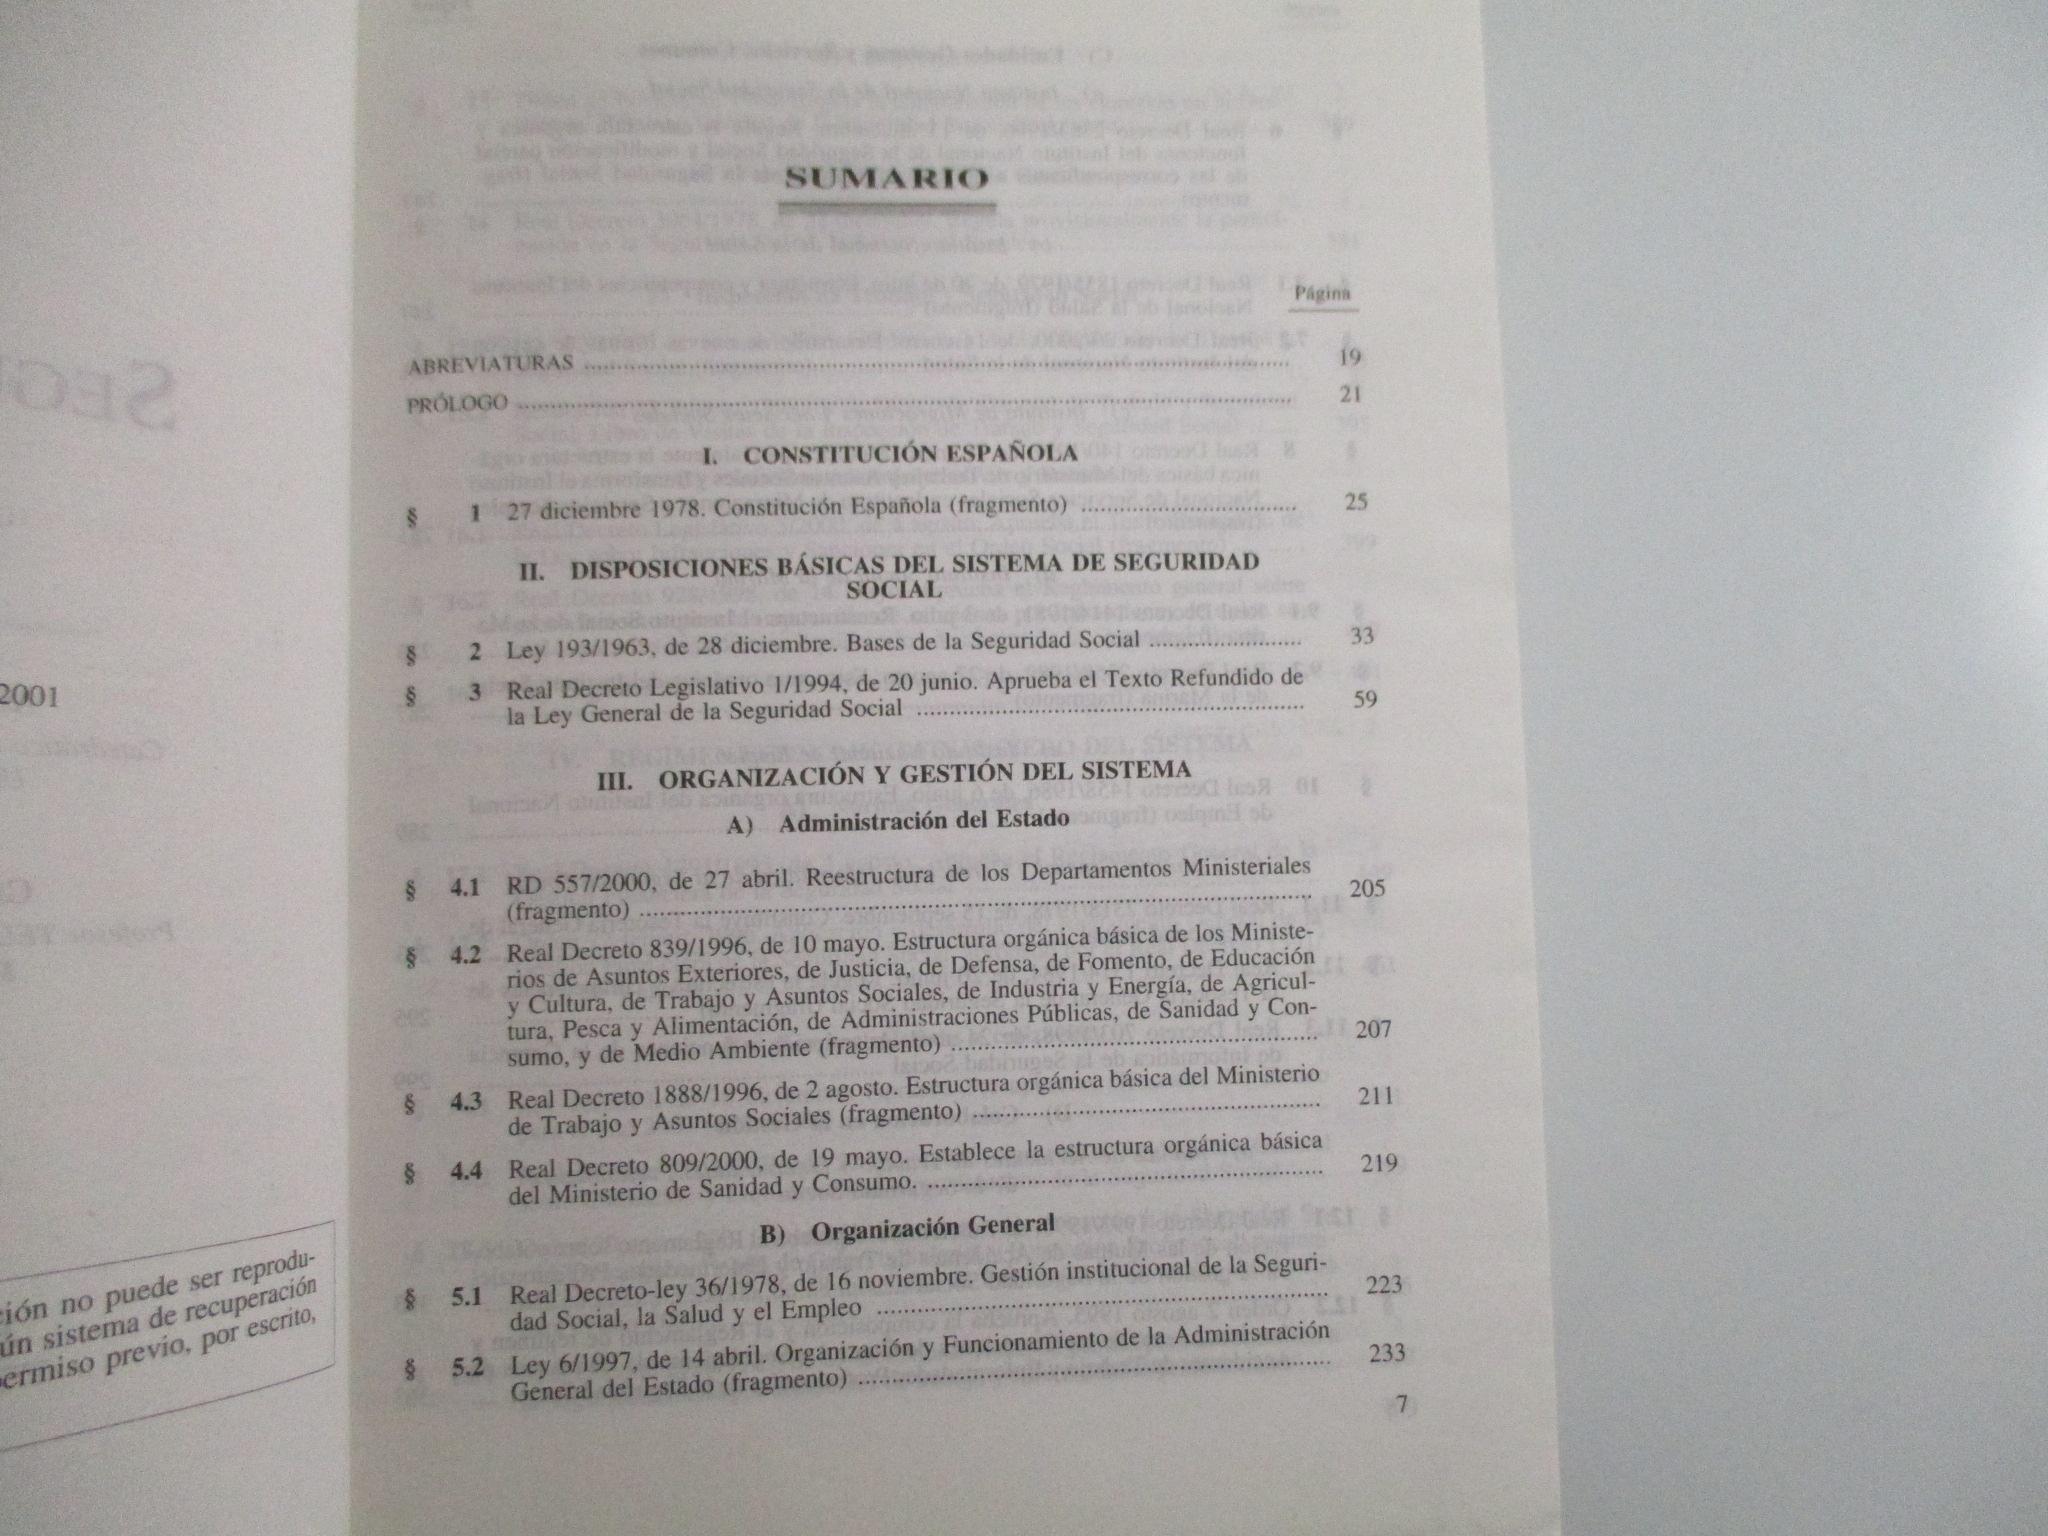 2001
ción no puede ser reprodu-
ún sistema de recuperación
permiso previo, por escrito,
SUMARIO
Página
ABREVIATURAS ........ 19
PRÓLOGO ........ 21
I. CONSTITUCIÓN ESPAÑOLA
§ 1 27 diciembre 1978. Constitución Española (fragmento) ........ 25
II. DISPOSICIONES BÁSICAS DEL SISTEMA DE SEGURIDAD
SOCIAL
§ 2 Ley 193/1963, de 28 diciembre. Bases de la Seguridad Social ........ 33
§ 3 Real Decreto Legislativo 1/1994, de 20 junio. Aprueba el Texto Refundido de
la Ley General de la Seguridad Social ........ 59
III. ORGANIZACIÓN Y GESTIÓN DEL SISTEMA
A) Administración del Estado
§ 4.1 RD 557/2000, de 27 abril. Reestructura de los Departamentos Ministeriales
(fragmento) ........ 205
§ 4.2 Real Decreto 839/1996, de 10 mayo. Estructura orgánica básica de los Ministe-
rios de Asuntos Exteriores, de Justicia, de Defensa, de Fomento, de Educación
y Cultura, de Trabajo y Asuntos Sociales, de Industria y Energía, de Agricul-
tura, Pesca y Alimentación, de Administraciones Públicas, de Sanidad y Con-
sumo, y de Medio Ambiente (fragmento) ........ 207
§ 4.3 Real Decreto 1888/1996, de 2 agosto. Estructura orgánica básica del Ministerio
de Trabajo y Asuntos Sociales (fragmento) ........ 211
§ 4.4 Real Decreto 809/2000, de 19 mayo. Establece la estructura orgánica básica
del Ministerio de Sanidad y Consumo. ........ 219
B) Organización General
§ 5.1 Real Decreto-ley 36/1978, de 16 noviembre. Gestión institucional de la Seguri-
dad Social, la Salud y el Empleo ........ 223
§ 5.2 Ley 6/1997, de 14 abril. Organización y Funcionamiento de la Administración
General del Estado (fragmento) ........ 233
7